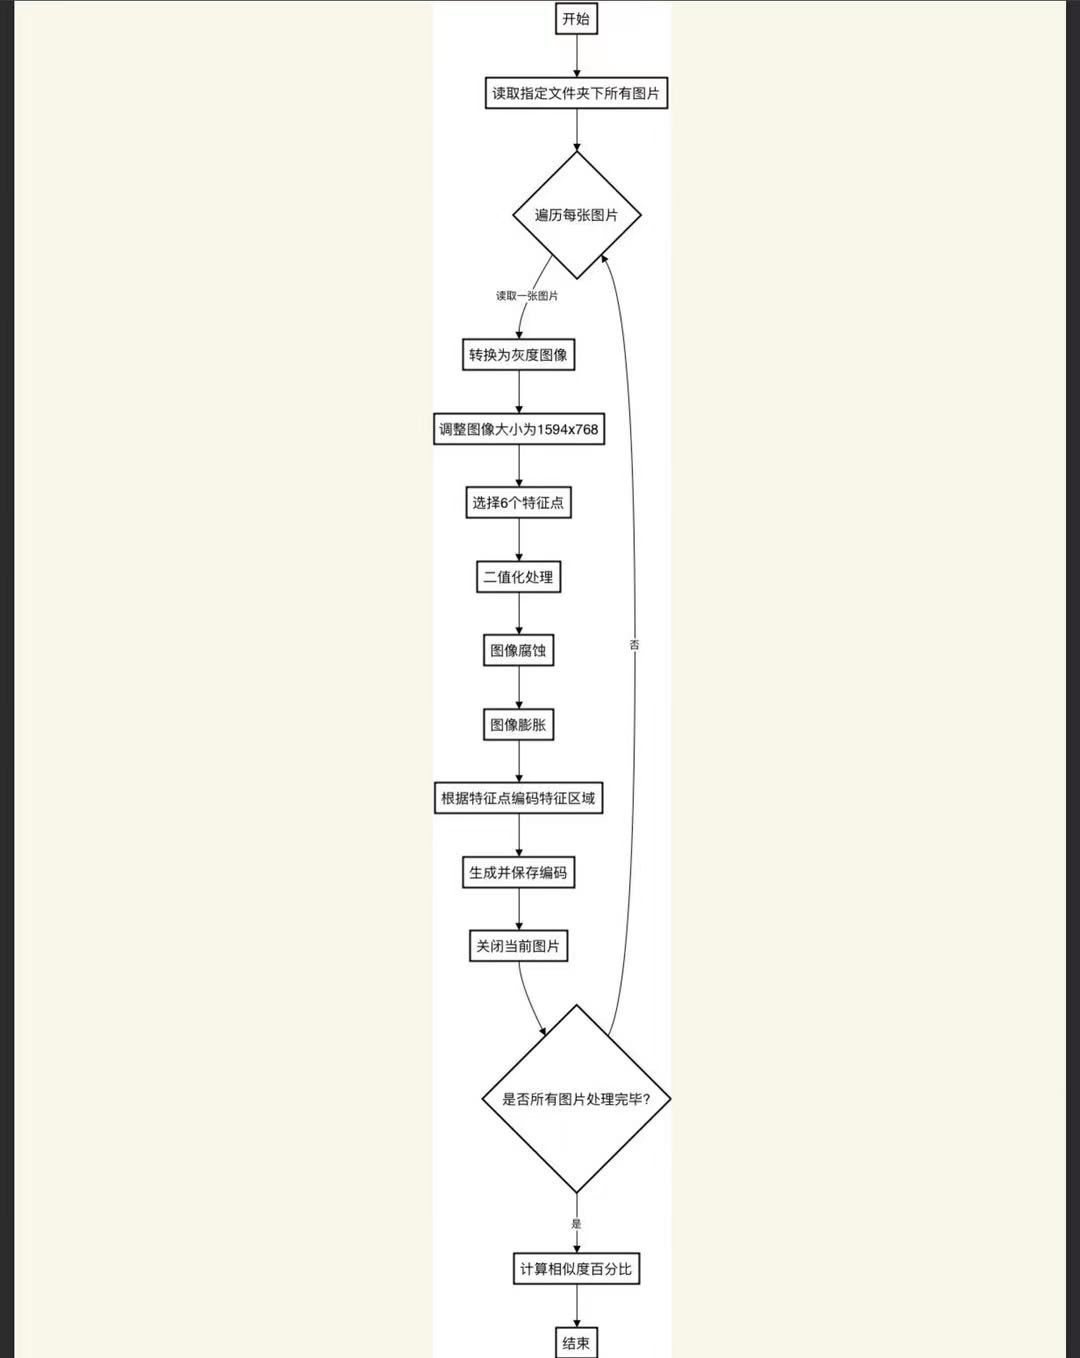 开始
读取指定文件夹下所有图片
遍历每张图片
读取一张图片
转换为灰度图像
调整图像大小为1594x768
选择6个特征点
二值化处理
图像腐蚀
否
图像膨胀
根据特征点编码特征区域
生成并保存编码
关闭当前图片
是否所有图片处理完毕?
是
计算相似度百分比
结束